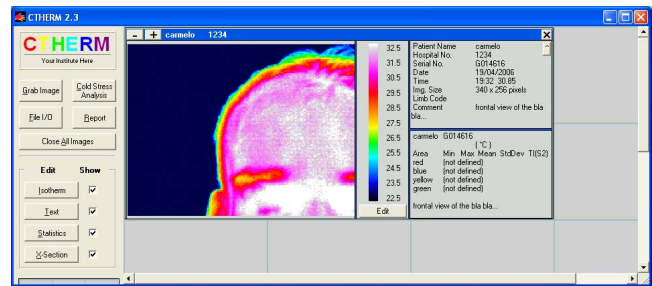 CTHERM 2.3
CTHERM
Your Institute Here
Grab Image
Cold Stress
Analysis
File I/O
Report
Close All
Images
Edit Show
Isotherm
Text
Statistics
X-Section
- + carmelo 1234
32.5
31.5
30.5
29.5
28.5
27.5
26.5
25.5
24.5
23.5
22.5
Edit
Patient Name carmelo
Hospital No. 1234
Serial No. G014616
Date 19/04/2006
Time 19:32 30.85
Img. Size 340 x 256 pixels
Limb Code
Comment frontal view of the bla
bla...
carmelo G014616
(°C)
Area Min Max Mean StdDev TI(S2)
red (not defined)
blue (not defined)
yellow (not defined)
green (not defined)
frontal view of the bla bla...